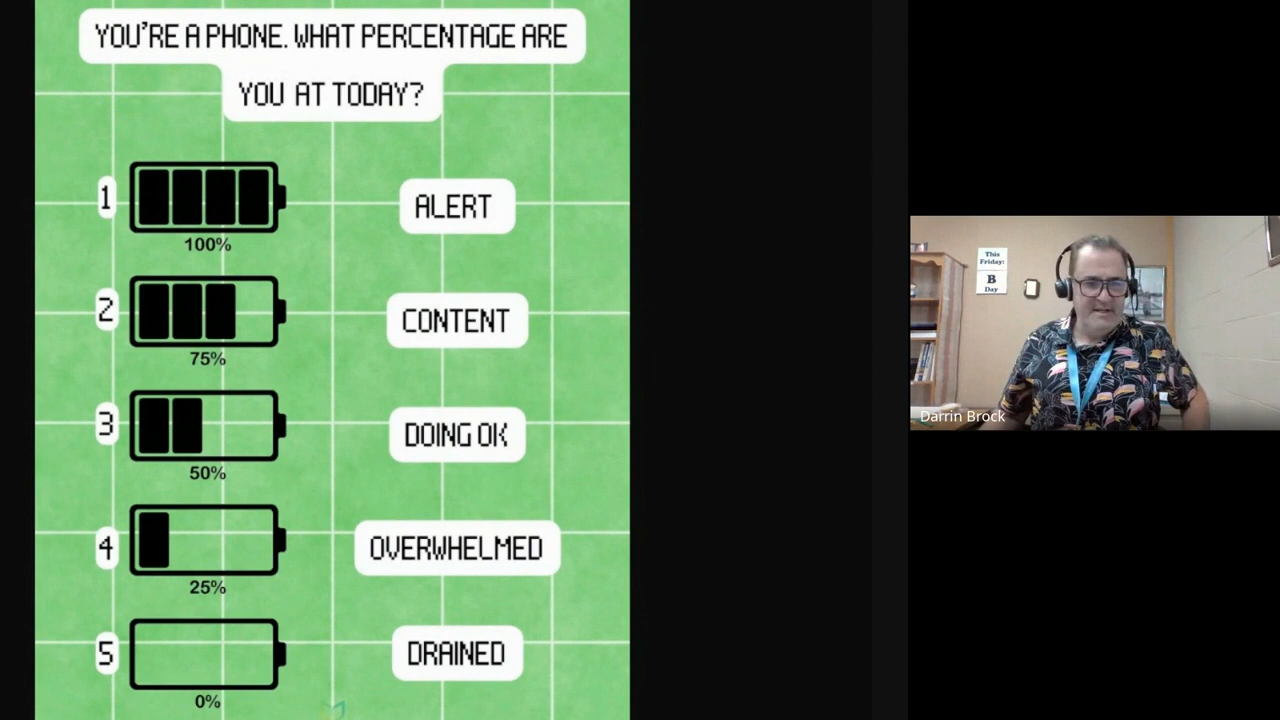 YOU'RE A PHONE. WHAT PERCENTAGE ARE
YOU AT TODAY?
1
100%
ALERT
2
75%
CONTENT
3
50%
DOING OK
4
25%
OVERWHELMED
5
0%
DRAINED
This
Friday:
B
Day
Darrin Brock